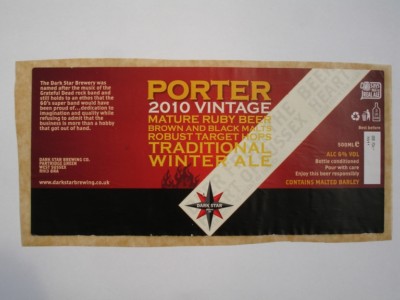 The Dark Star Brewery was
named after the music of the
Grateful Dead rock band and
still holds to an ethos that the
60's super band would have
been proud of...dedication to
imagination and quality while
refusing to admit that the
business is more than a hobby
that got out of hand.
DARK STAR BREWING CO.
PARTRIDGE GREEN
WEST SUSSEX
RH13 8RA
www.darkstarbrewing.co.uk
PORTER
2010 VINTAGE
MATURE RUBY BEER
BROWN AND BLACK MALTS
ROBUST TARGET HOPS
TRADITIONAL
WINTER ALE
DARK STAR
REAL ALE
Best before:
500ML e
ALC 6% VOL
Bottle conditioned
Pour with care
Enjoy this beer responsibly
CONTAINS MALTED BARLEY